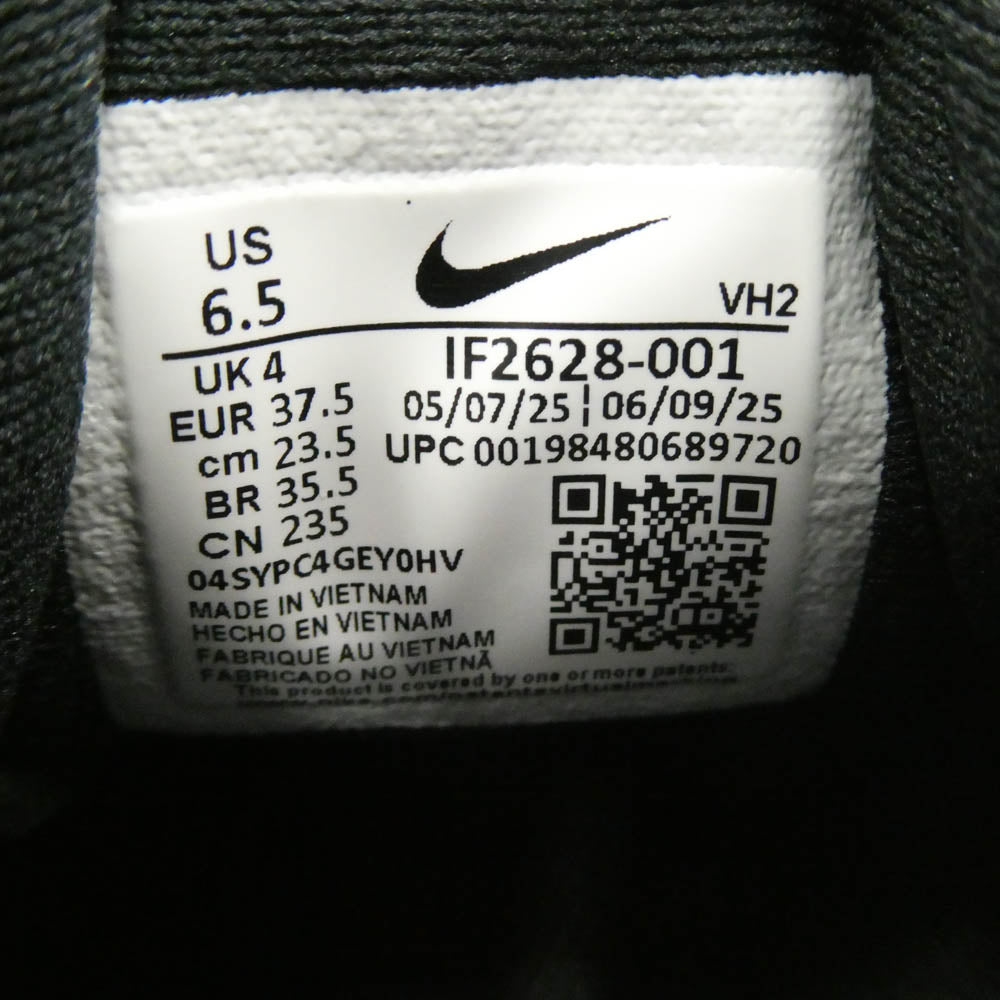 US
6.5
VH2
UK 4
EUR 37.5
cm 23.5
BR 35.5
CN 235
IF2628-001
05/07/25 ¦ 06/09/25
UPC 00198480689720
04SYPC4GEY0HV
MADE IN VIETNAM
HECHO EN VIETNAM
FABRIQUE AU VIETNAM
FABRICADO NO VIETNÃ
This product is covered by one or more patents.